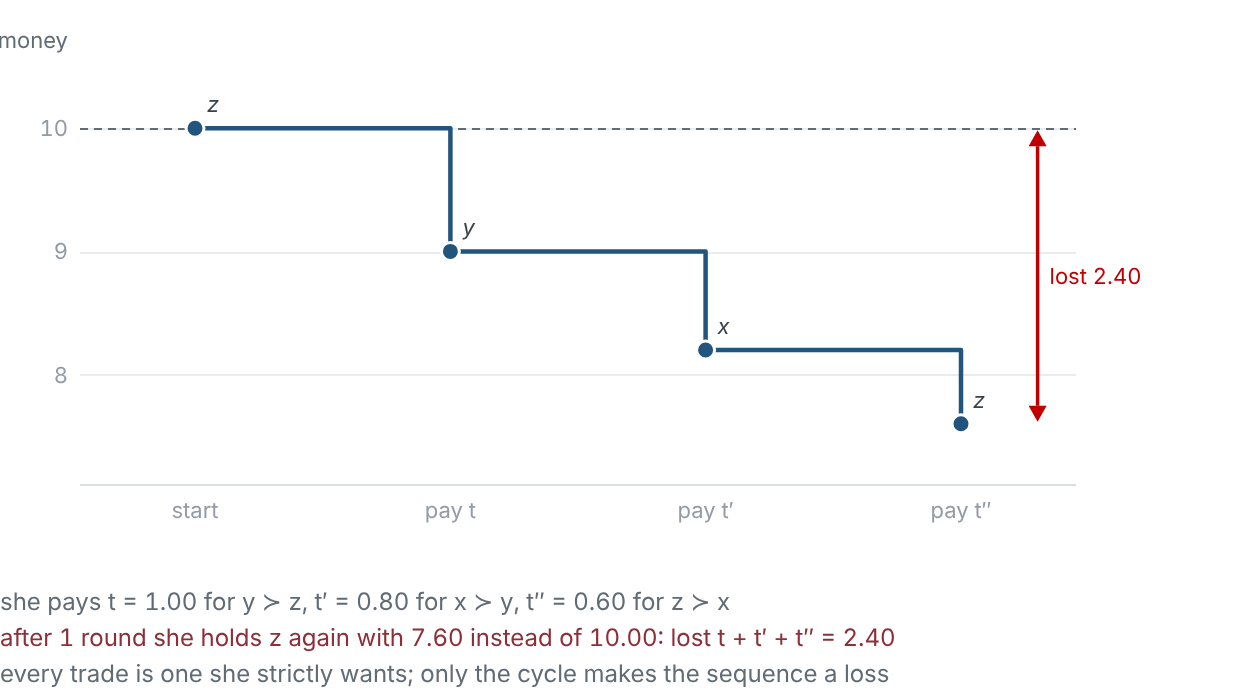 money
z
10
y
9
lost 2.40
x
8
z
start pay t pay t′ pay t″
she pays t = 1.00 for y ≻ z, t′ = 0.80 for x ≻ y, t″ = 0.60 for z ≻ x
after 1 round she holds z again with 7.60 instead of 10.00: lost t + t′ + t″ = 2.40
every trade is one she strictly wants; only the cycle makes the sequence a loss